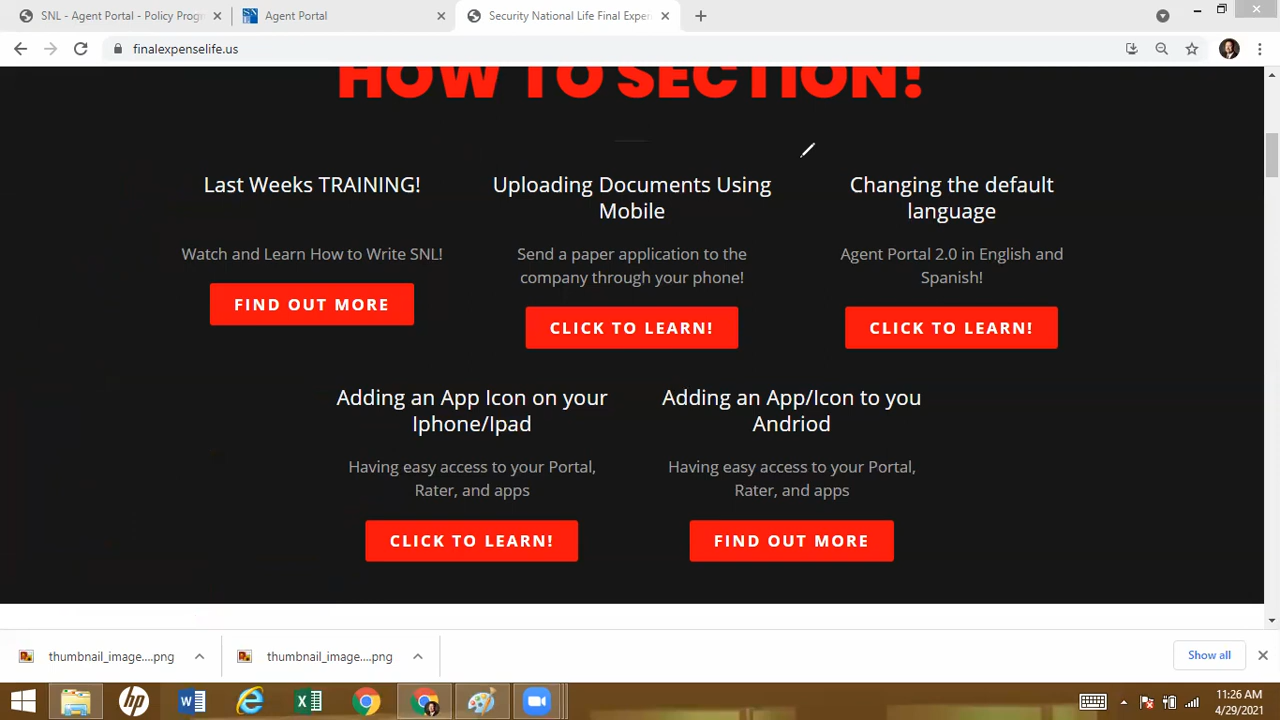 SNL - Agent Portal - Policy Progr
Agent Portal
Security National Life Final Expen
finalexpenselife.us
HOW TO SECTION!
Last Weeks TRAINING!
Watch and Learn How to Write SNL!
FIND OUT MORE
Uploading Documents Using
Mobile
Send a paper application to the
company through your phone!
CLICK TO LEARN!
Changing the default
language
Agent Portal 2.0 in English and
Spanish!
CLICK TO LEARN!
Adding an App Icon on your
Iphone/Ipad
Having easy access to your Portal,
Rater, and apps
CLICK TO LEARN!
Adding an App/Icon to you
Andriod
Having easy access to your Portal,
Rater, and apps
FIND OUT MORE
thumbnail_image....png
thumbnail_image....png
Show all
11:26 AM
4/29/2021